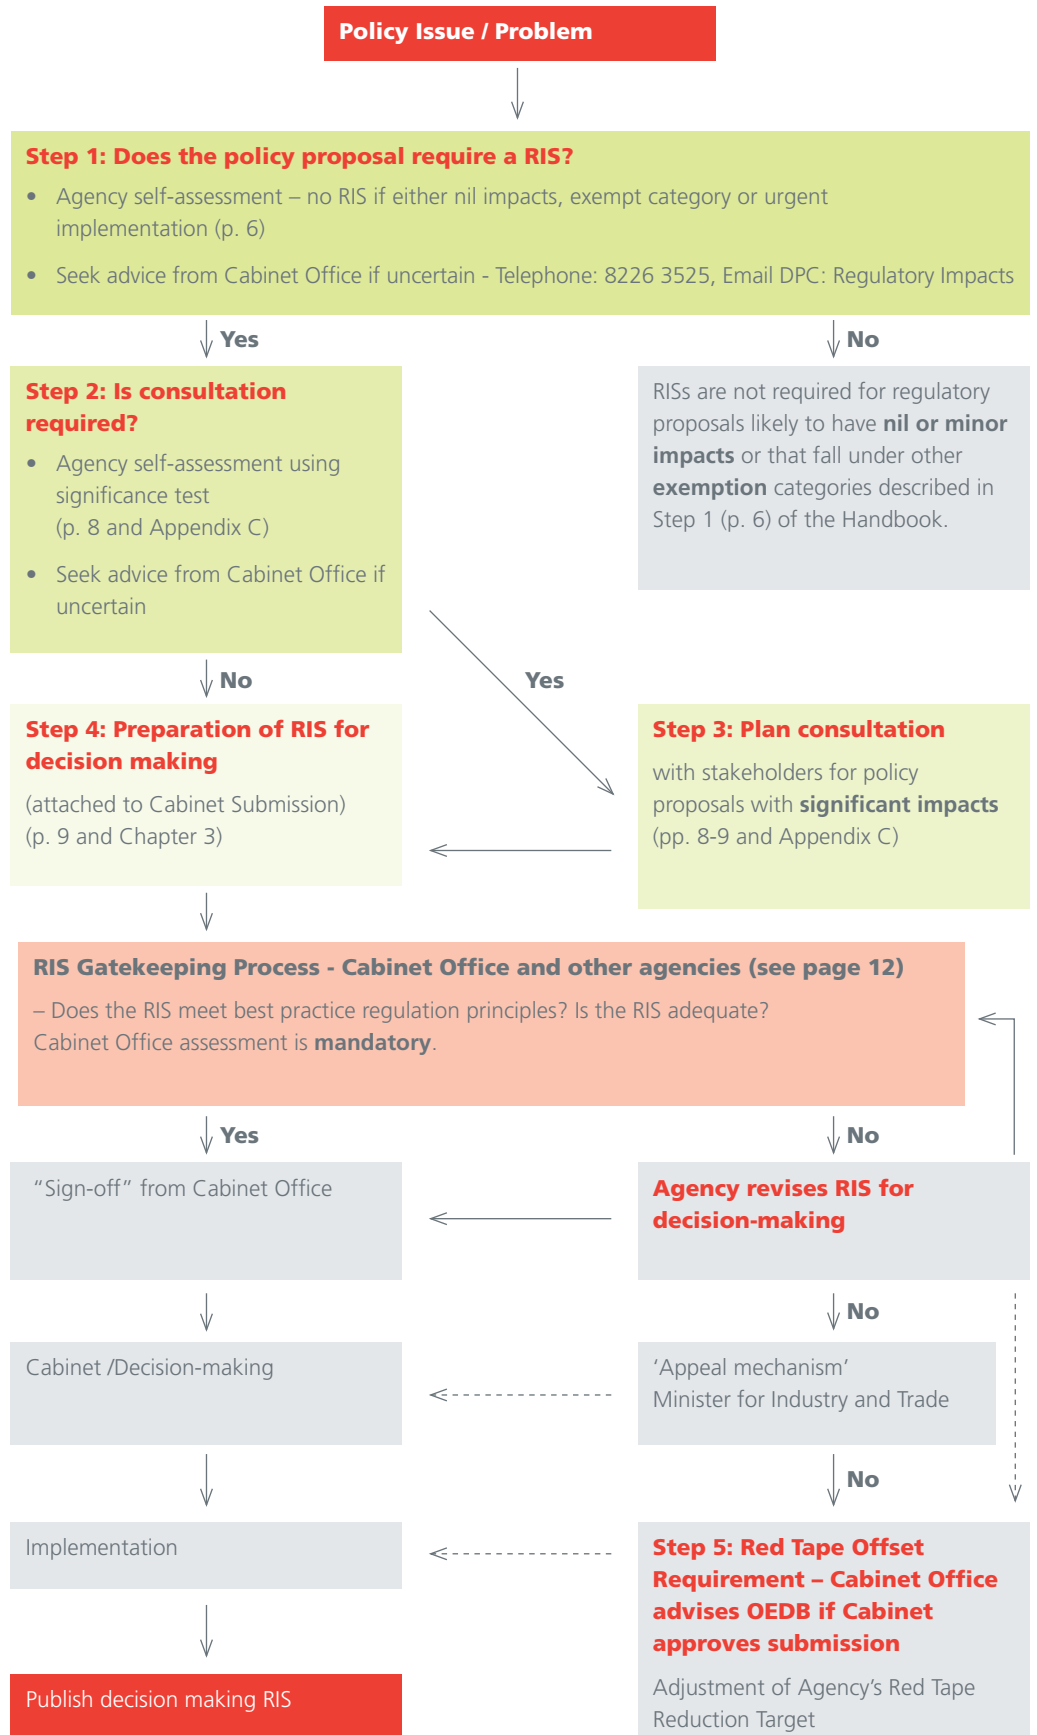 Policy Issue / Problem
Step 1: Does the policy proposal require a RIS?
• Agency self-assessment – no RIS if either nil impacts, exempt category or urgent
implementation (p. 6)
• Seek advice from Cabinet Office if uncertain - Telephone: 8226 3525, Email DPC: Regulatory Impacts
Yes
No
Step 2: Is consultation
required?
• Agency self-assessment using
significance test
(p. 8 and Appendix C)
• Seek advice from Cabinet Office if
uncertain
RISs are not required for regulatory
proposals likely to have nil or minor
impacts or that fall under other
exemption categories described in
Step 1 (p. 6) of the Handbook.
No
Yes
Step 4: Preparation of RIS for
decision making
(attached to Cabinet Submission)
(p. 9 and Chapter 3)
Step 3: Plan consultation
with stakeholders for policy
proposals with significant impacts
(pp. 8-9 and Appendix C)
RIS Gatekeeping Process - Cabinet Office and other agencies (see page 12)
– Does the RIS meet best practice regulation principles? Is the RIS adequate?
Cabinet Office assessment is mandatory.
Yes
No
“Sign-off” from Cabinet Office
Agency revises RIS for
decision-making
No
Cabinet /Decision-making
‘Appeal mechanism’
Minister for Industry and Trade
No
Implementation
Step 5: Red Tape Offset
Requirement – Cabinet Office
advises OEDB if Cabinet
approves submission
Adjustment of Agency’s Red Tape
Reduction Target
Publish decision making RIS